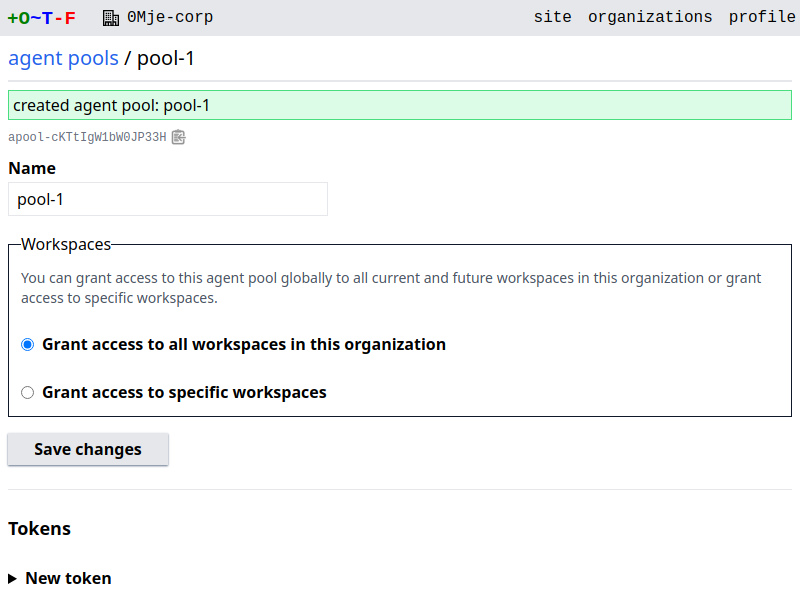 +O~T-F 0Mje-corp site organizations profile
agent pools / pool-1
created agent pool: pool-1
apool-cKTtIgW1bW0JP33H
Name
pool-1
Workspaces
You can grant access to this agent pool globally to all current and future workspaces in this organization or grant
access to specific workspaces.
Grant access to all workspaces in this organization
Grant access to specific workspaces
Save changes
Tokens
New token